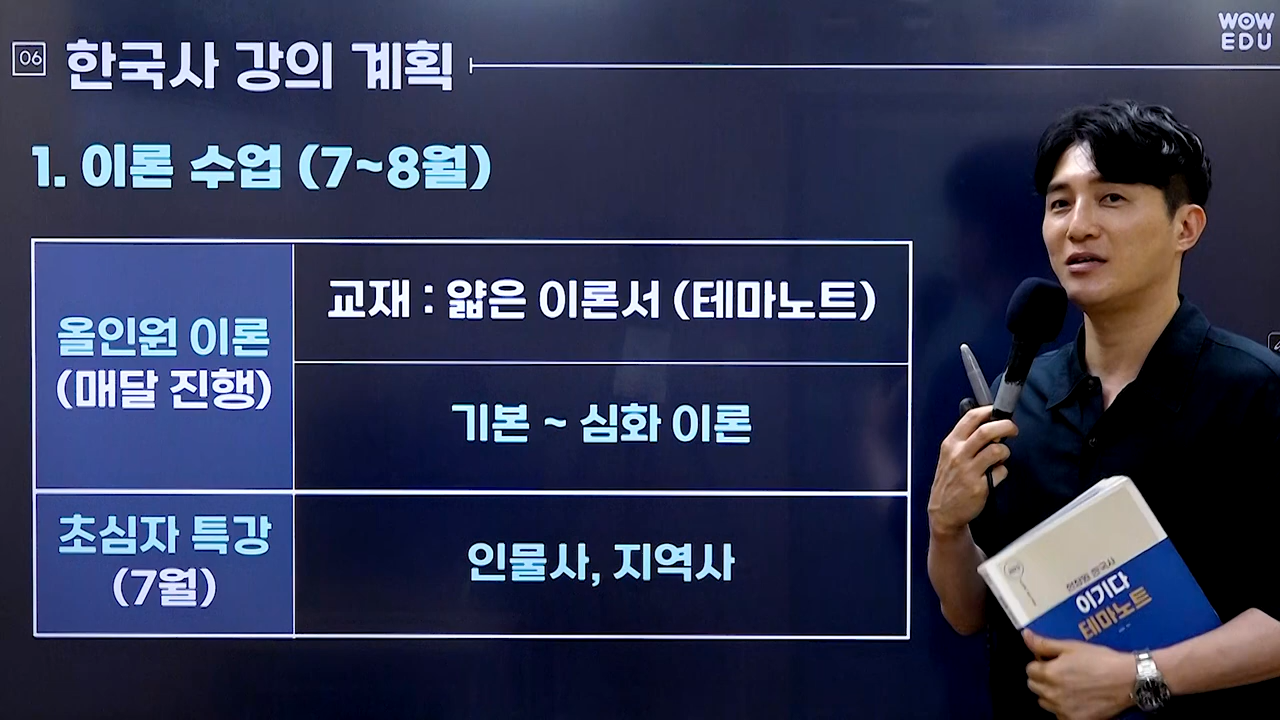 06 한국사 강의 계획
WOW
EDU
1. 이론 수업 (7~8월)
올인원 이론
(매달 진행)
교재 : 얇은 이론서 (테마노트)
기본 ~ 심화 이론
초심자 특강
(7월)
인물사, 지역사
이기다
테마노트